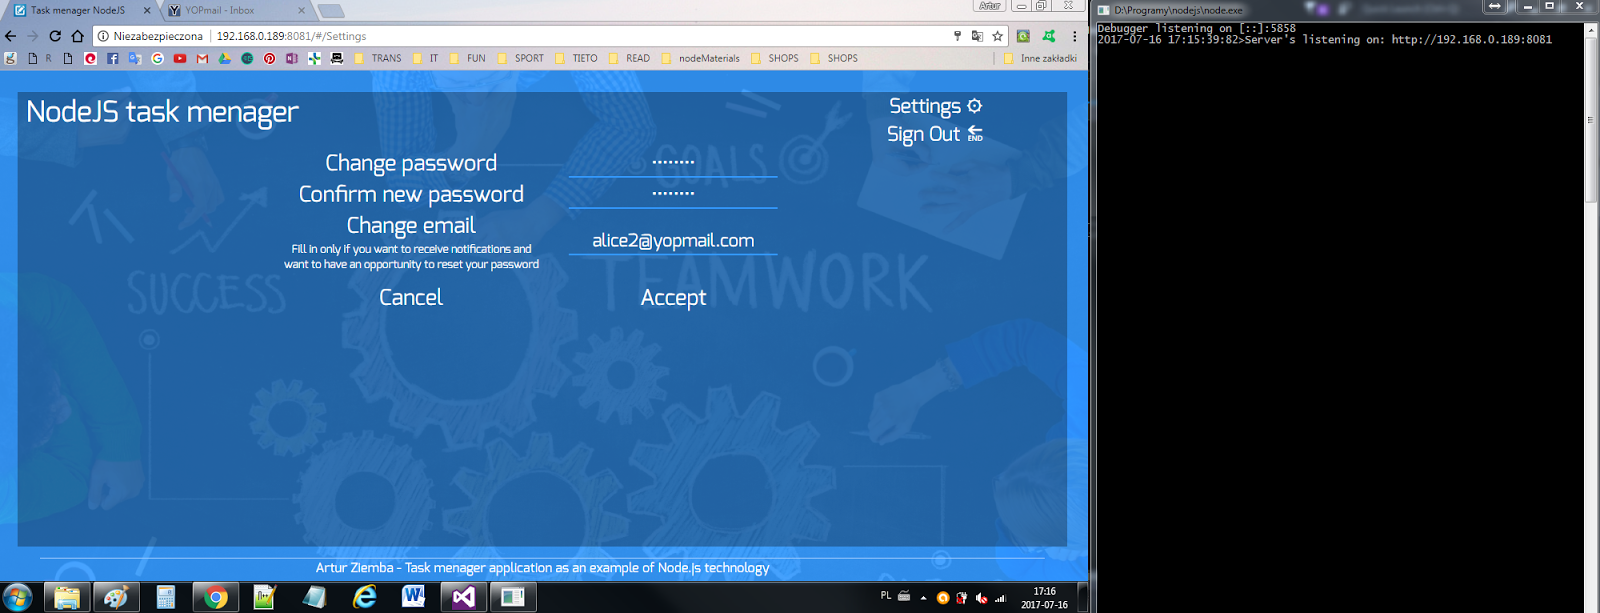 Task menager NodeJS
YOPmail - Inbox
Artur
Niezabezpieczona | 192.168.0.189:8081/#/Settings
R
TRANS
IT
FUN
SPORT
TIETO
READ
nodeMaterials
SHOPS
SHOPS
Inne zakładki
NodeJS task menager
Settings
Sign Out
END
Change password
········
Confirm new password
········
Change email
Fill in only if you want to receive notifications and
want to have an opportunity to reset your password
alice2@yopmail.com
Cancel
Accept
GOALS
SUCCESS
TEAMWORK
Artur Ziemba - Task menager application as an example of Node.js technology
PL
17:16
2017-07-16
D:\Programy\nodejs\node.exe
Debugger listening on [::]:5858
2017-07-16 17:15:39:82>Server's listening on: http://192.168.0.189:8081